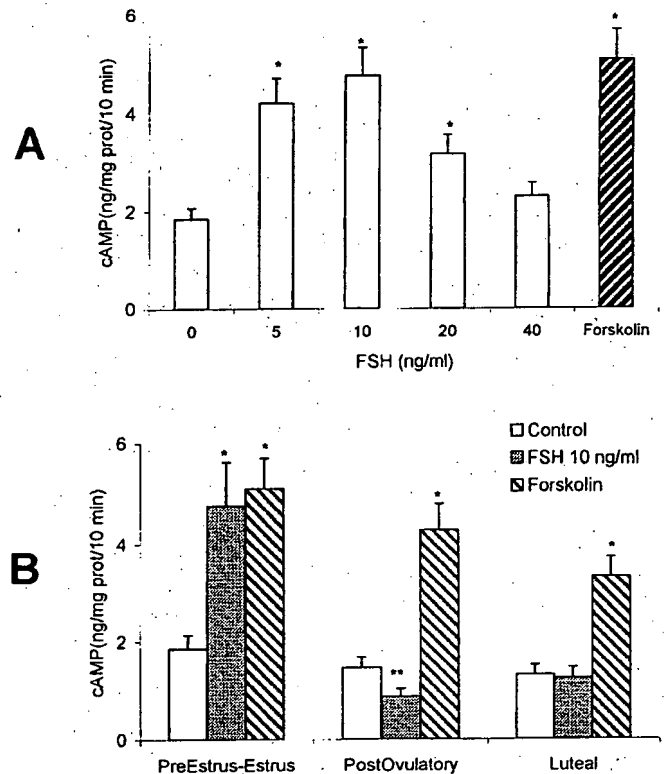 A
cAMP(ng/mg prot/10 min)
6
4
2
0
*
*
*
*
0 5 10 20 40 Forskolin
FSH (ng/ml)
B
cAMP(ng/mg prot/10 min)
6
4
2
0
Control
FSH 10 ng/ml
Forskolin
* *
** *
*
PreEstrus-Estrus PostOvulatory Luteal